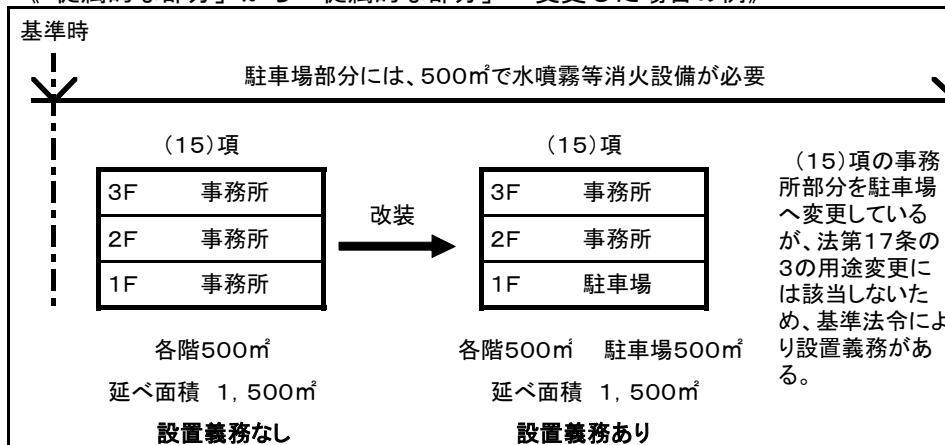 基準時
駐車場部分には、500㎡で水噴霧等消火設備が必要
(15)項
3F 事務所
2F 事務所
1F 事務所
各階500㎡
延べ面積 1,500㎡
設置義務なし
改装
(15)項
3F 事務所
2F 事務所
1F 駐車場
各階500㎡ 駐車場500㎡
延べ面積 1,500㎡
設置義務あり
(15)項の事務
所部分を駐車場
へ変更している
が、法第17条の
3の用途変更に
は該当しないた
め、基準法令によ
り設置義務があ
る。